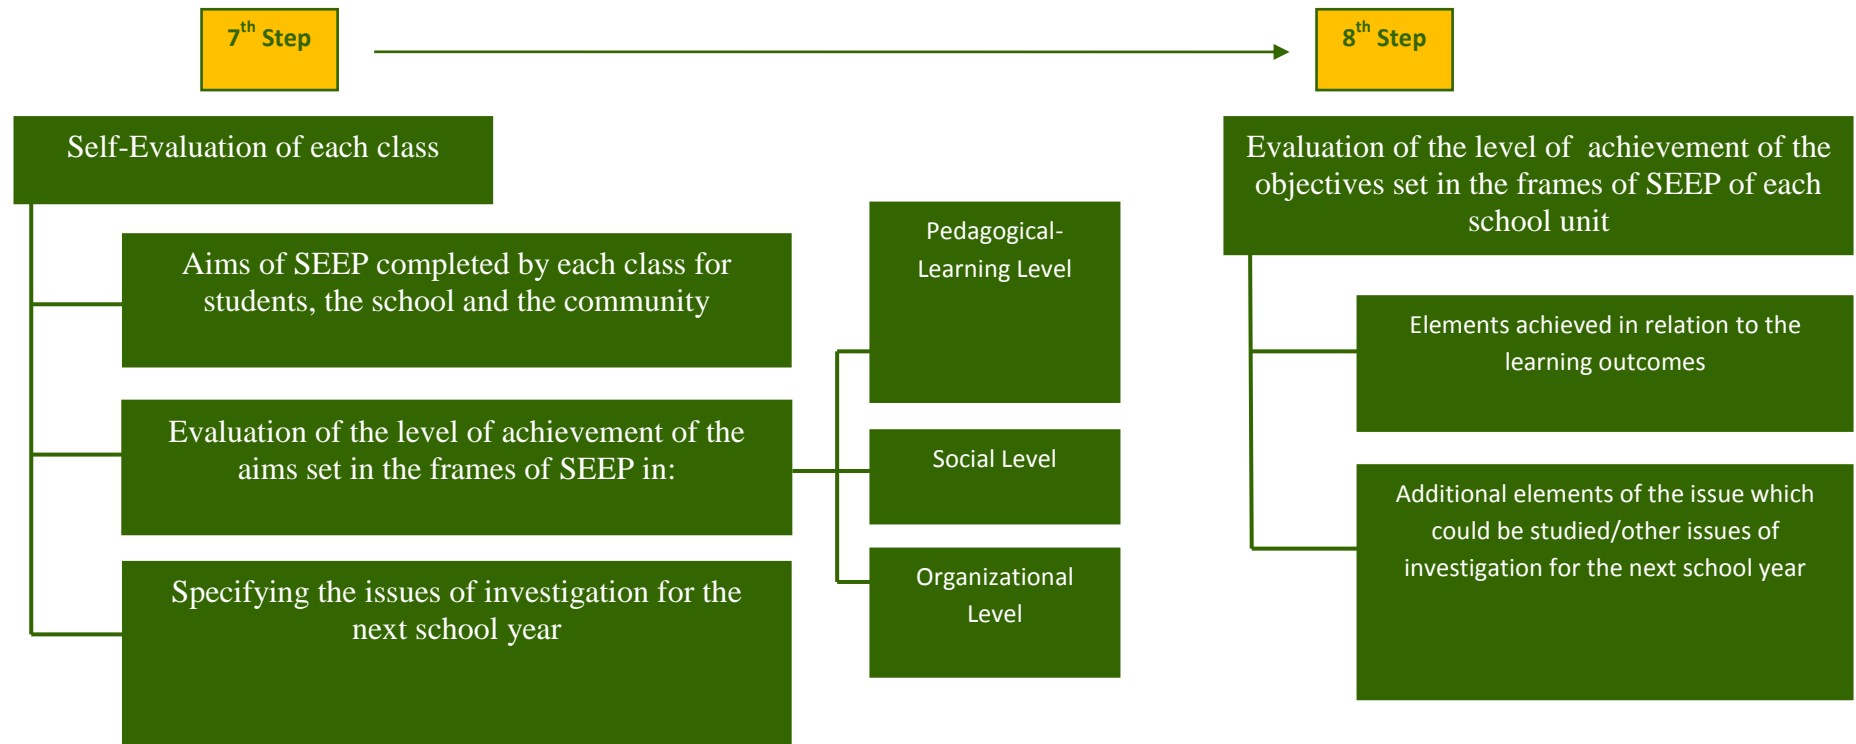 7th Step
8th Step
Self-Evaluation of each class
Aims of SEEP completed by each class for
students, the school and the community
Evaluation of the level of achievement of the
aims set in the frames of SEEP in:
Specifying the issues of investigation for the
next school year
Pedagogical-
Learning Level
Social Level
Organizational
Level
Evaluation of the level of achievement of the
objectives set in the frames of SEEP of each
school unit
Elements achieved in relation to the
learning outcomes
Additional elements of the issue which
could be studied/other issues of
investigation for the next school year